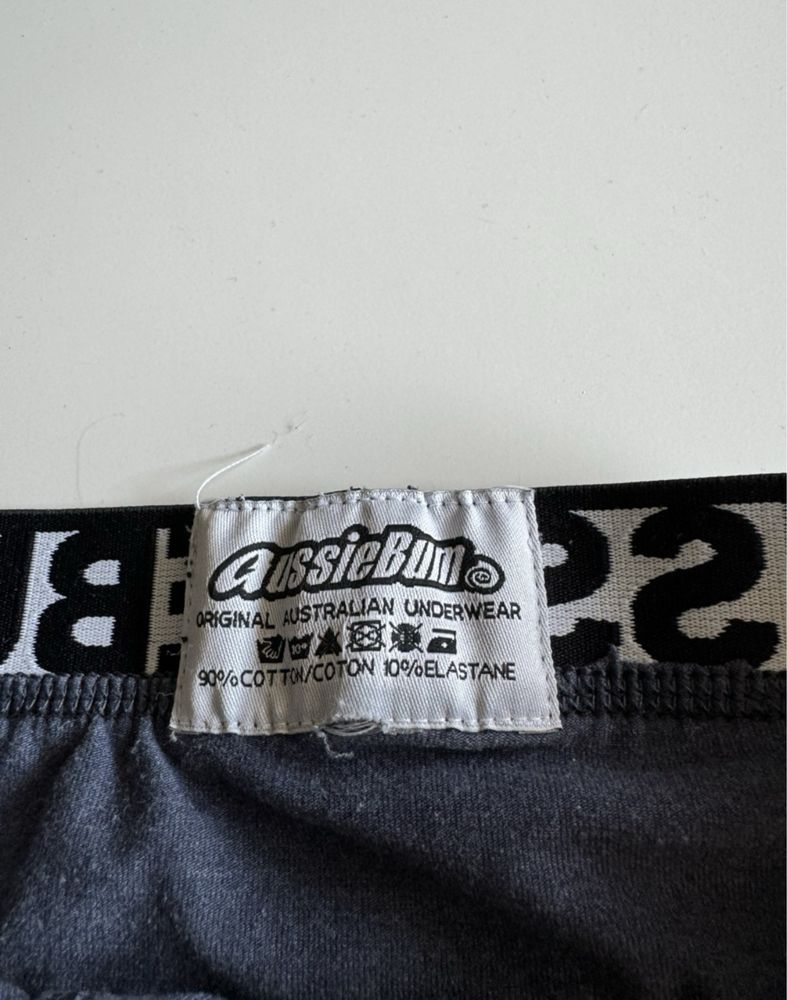 aussieBum
ORIGINAL AUSTRALIAN UNDERWEAR
90% COTTON/COTON 10% ELASTANE